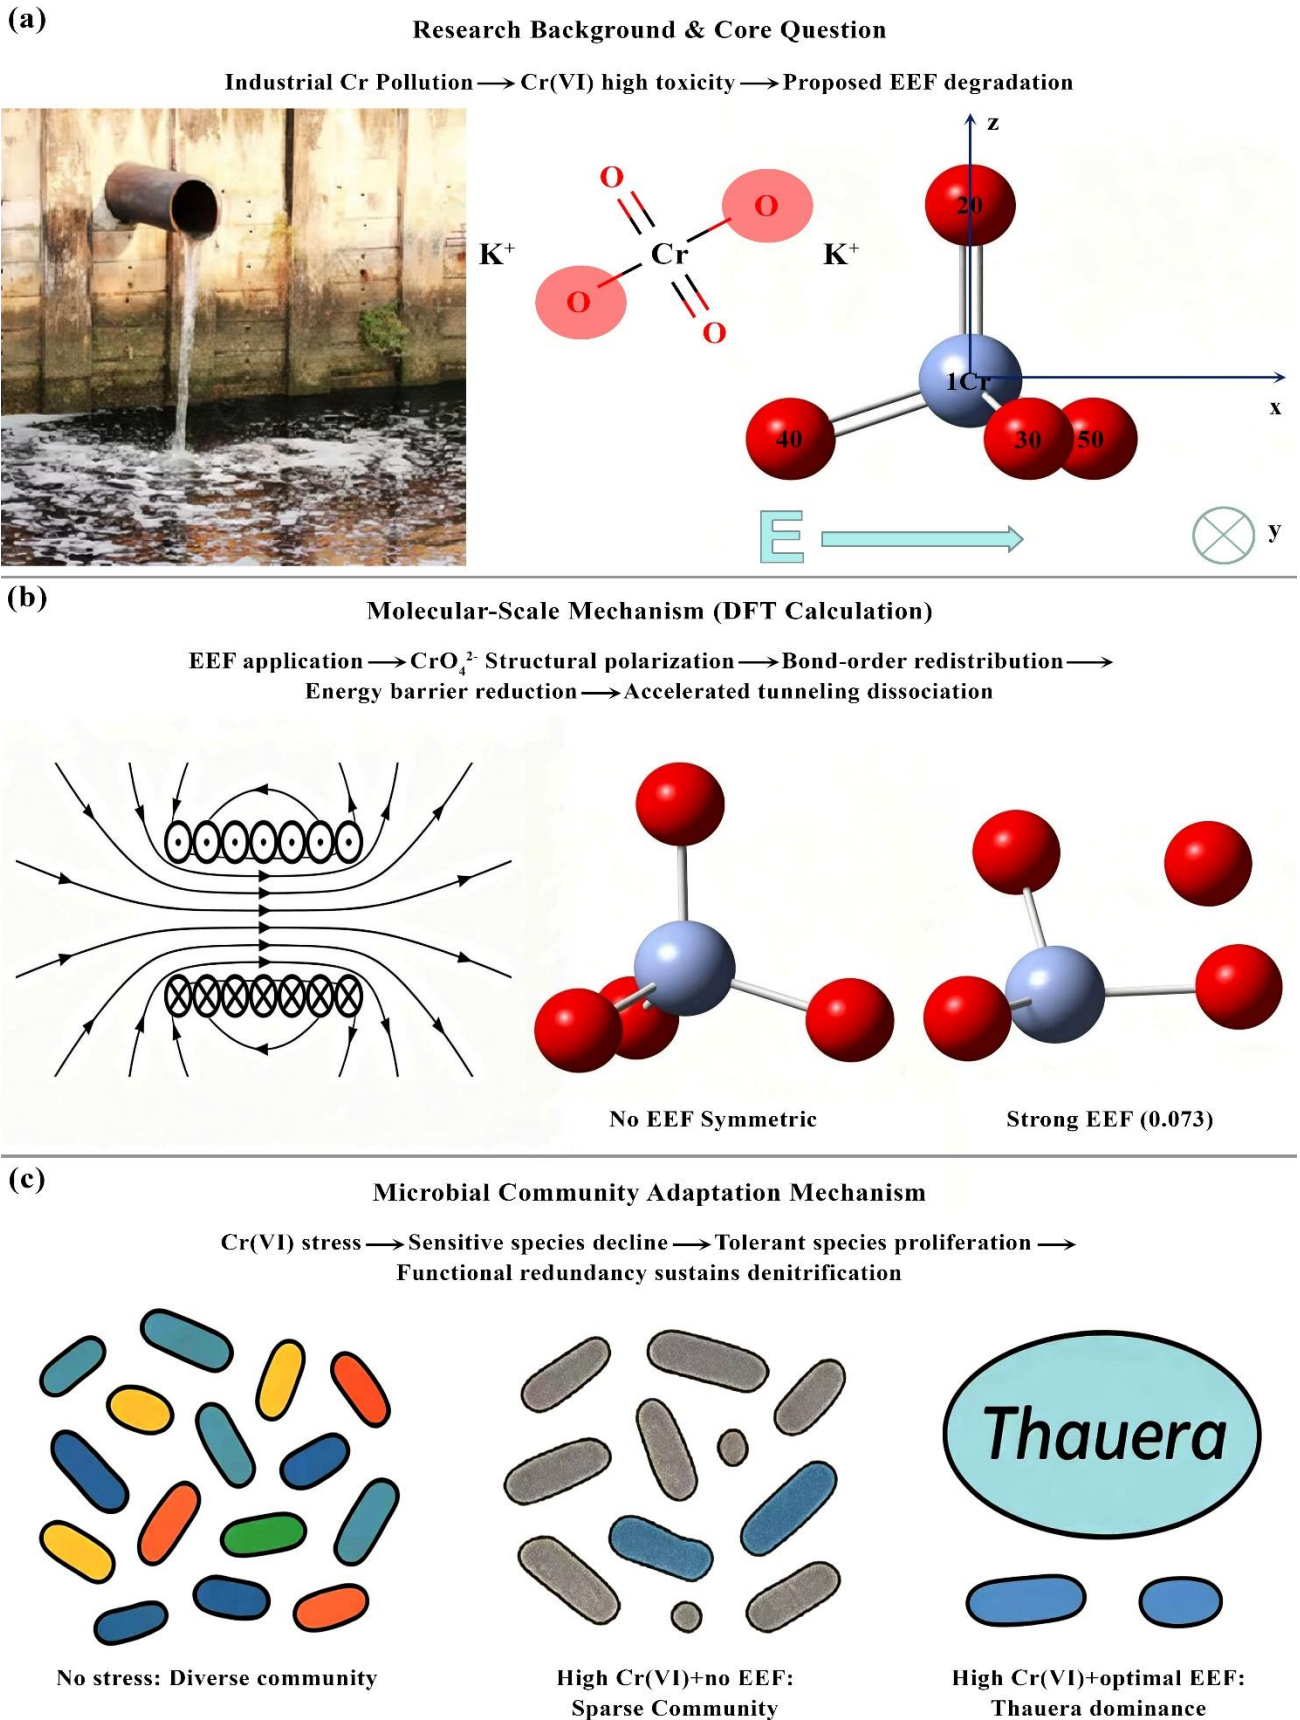 (a)
Research Background & Core Question
Industrial Cr Pollution→Cr(VI) high toxicity→Proposed EEF degradation
z
O
O
20
K⁺
Cr
K⁺
O
O
1Cr
x
40
30
50
E
y
(b)
Molecular-Scale Mechanism (DFT Calculation)
EEF application→CrO₄²⁻ Structural polarization→Bond-order redistribution→
Energy barrier reduction→Accelerated tunneling dissociation
No EEF Symmetric
Strong EEF (0.073)
(c)
Microbial Community Adaptation Mechanism
Cr(VI) stress→Sensitive species decline→Tolerant species proliferation→
Functional redundancy sustains denitrification
Thauera
No stress: Diverse community
High Cr(VI)+no EEF:
Sparse Community
High Cr(VI)+optimal EEF:
Thauera dominance